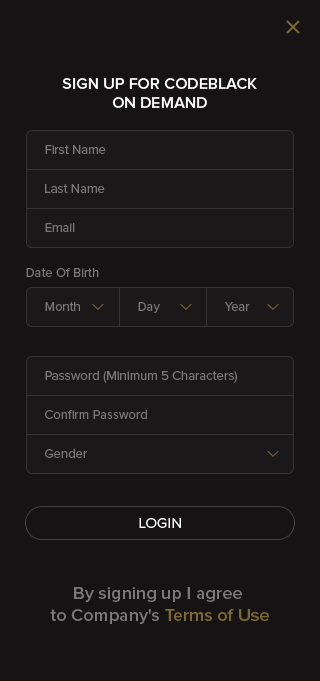 SIGN UP FOR CODEBLACK
ON DEMAND
First Name
Last Name
Email
Date Of Birth
Month Day Year
Password (Minimum 5 Characters)
Confirm Password
Gender
LOGIN
By signing up I agree
to Company's Terms of Use